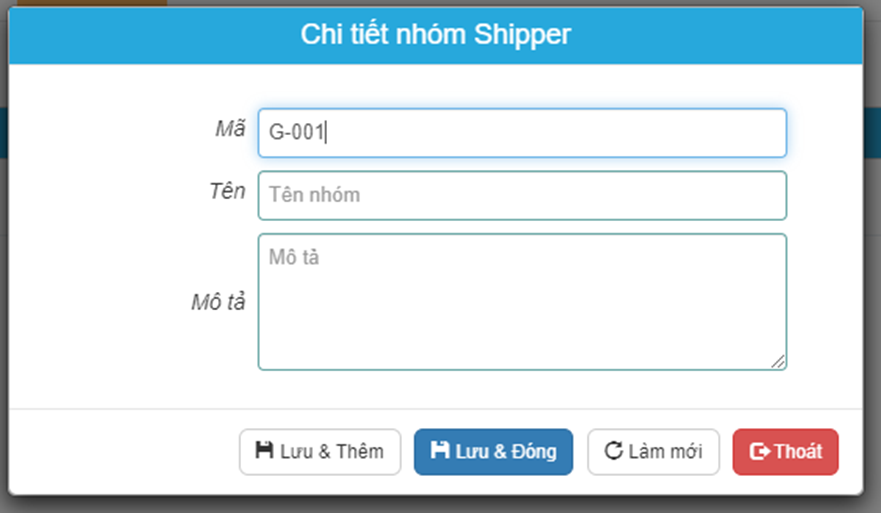 Chi tiết nhóm Shipper
Mã G-001
Tên Tên nhóm
Mô tả
Mô tả
Lưu & Thêm Lưu & Đóng Làm mới Thoát